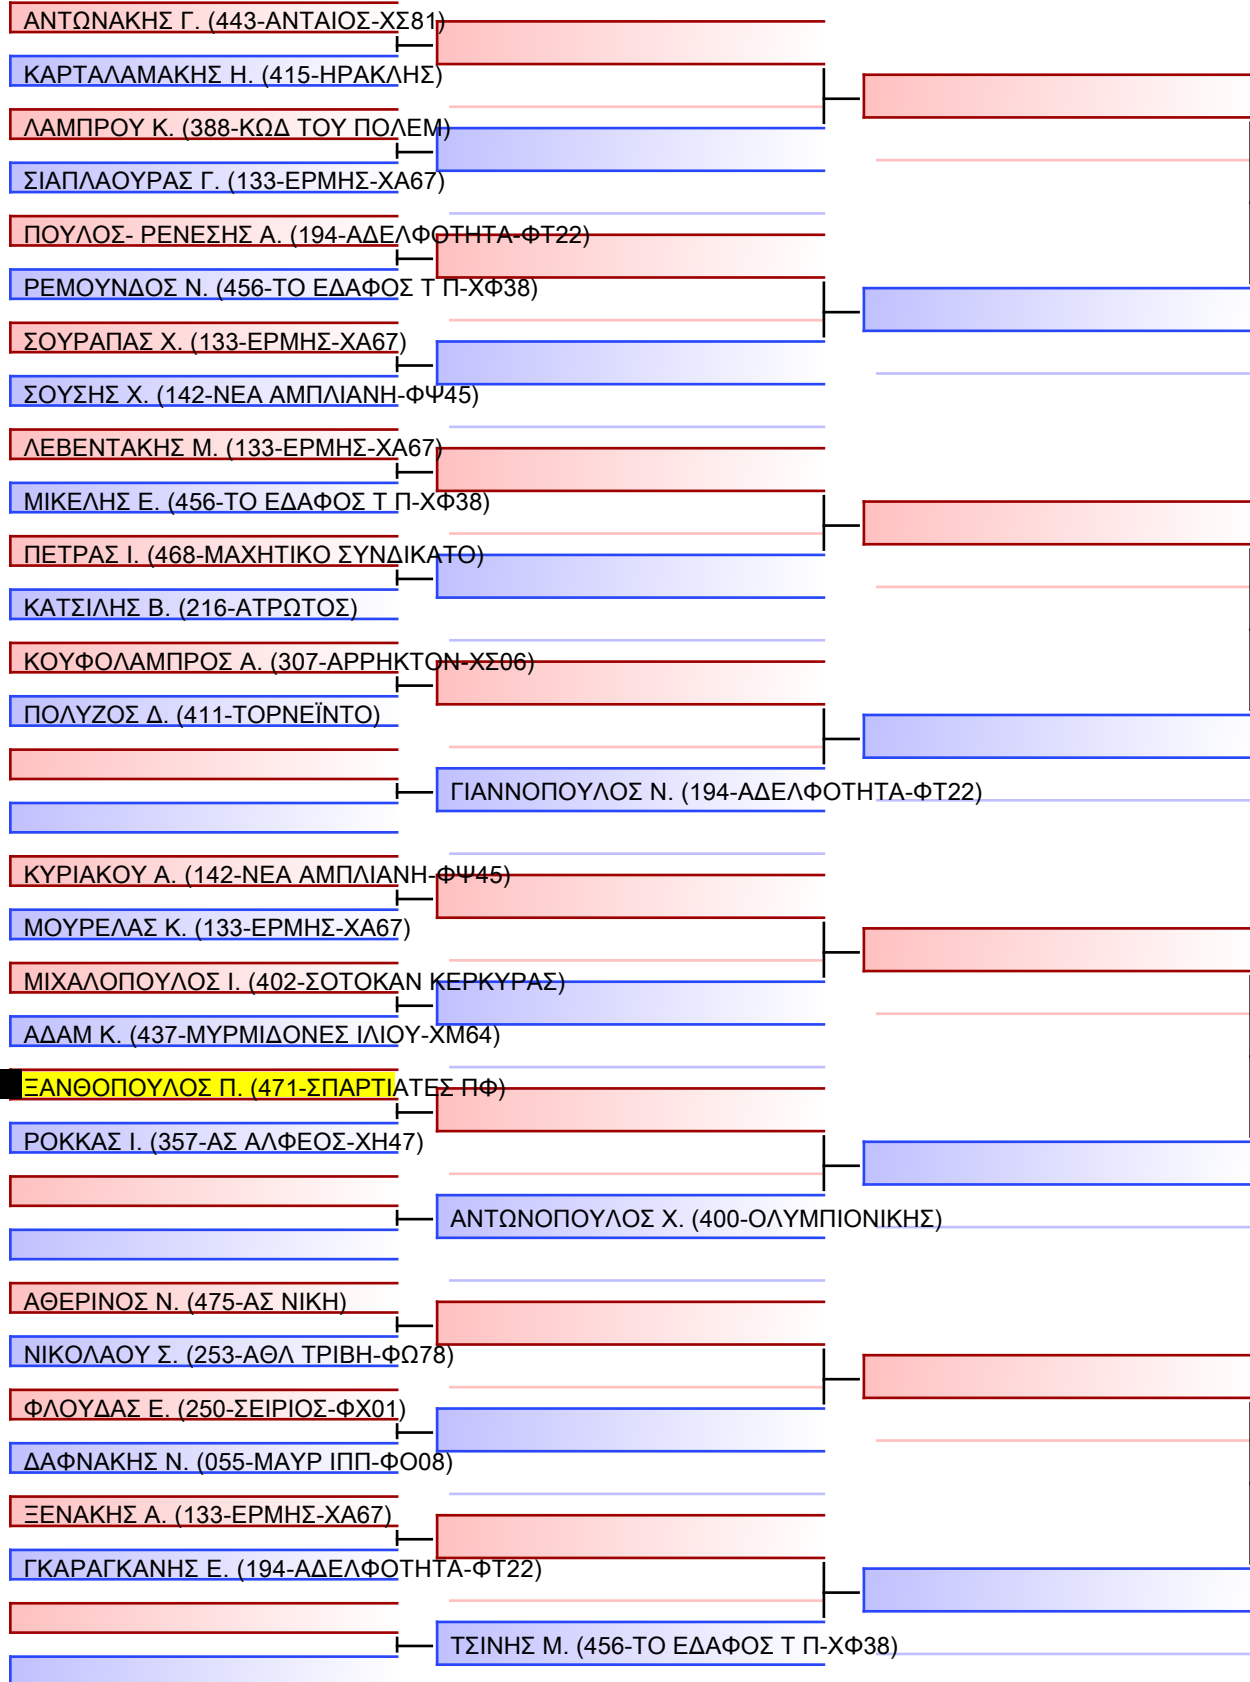 ΑΝΤΩΝΑΚΗΣ Γ. (443-ΑΝΤΑΙΟΣ-ΧΣ81)
ΚΑΡΤΑΛΑΜΑΚΗΣ Η. (415-ΗΡΑΚΛΗΣ)
ΛΑΜΠΡΟΥ Κ. (388-ΚΩΔ ΤΟΥ ΠΟΛΕΜ)
ΣΙΑΠΛΑΟΥΡΑΣ Γ. (133-ΕΡΜΗΣ-ΧΑ67)
ΠΟΥΛΟΣ- ΡΕΝΕΣΗΣ Α. (194-ΑΔΕΛΦΟΤΗΤΑ-ΦΤ22)
ΡΕΜΟΥΝΔΟΣ Ν. (456-ΤΟ ΕΔΑΦΟΣ Τ Π-ΧΦ38)
ΣΟΥΡΑΠΑΣ Χ. (133-ΕΡΜΗΣ-ΧΑ67)
ΣΟΥΣΗΣ Χ. (142-ΝΕΑ ΑΜΠΛΙΑΝΗ-ΦΨ45)
ΛΕΒΕΝΤΑΚΗΣ Μ. (133-ΕΡΜΗΣ-ΧΑ67)
ΜΙΚΕΛΗΣ Ε. (456-ΤΟ ΕΔΑΦΟΣ Τ Π-ΧΦ38)
ΠΕΤΡΑΣ Ι. (468-ΜΑΧΗΤΙΚΟ ΣΥΝΔΙΚΑΤΟ)
ΚΑΤΣΙΛΗΣ Β. (216-ΑΤΡΩΤΟΣ)
ΚΟΥΦΟΛΑΜΠΡΟΣ Α. (307-ΑΡΡΗΚΤΟΝ-ΧΣ06)
ΠΟΛΥΖΟΣ Δ. (411-ΤΟΡΝΕΪΝΤΟ)
ΓΙΑΝΝΟΠΟΥΛΟΣ Ν. (194-ΑΔΕΛΦΟΤΗΤΑ-ΦΤ22)
ΚΥΡΙΑΚΟΥ Α. (142-ΝΕΑ ΑΜΠΛΙΑΝΗ-ΦΨ45)
ΜΟΥΡΕΛΑΣ Κ. (133-ΕΡΜΗΣ-ΧΑ67)
ΜΙΧΑΛΟΠΟΥΛΟΣ Ι. (402-ΣΟΤΟΚΑΝ ΚΕΡΚΥΡΑΣ)
ΑΔΑΜ Κ. (437-ΜΥΡΜΙΔΟΝΕΣ ΙΛΙΟΥ-ΧΜ64)
ΞΑΝΘΟΠΟΥΛΟΣ Π. (471-ΣΠΑΡΤΙΑΤΕΣ ΠΦ)
ΡΟΚΚΑΣ Ι. (357-ΑΣ ΑΛΦΕΟΣ-ΧΗ47)
ΑΝΤΩΝΟΠΟΥΛΟΣ Χ. (400-ΟΛΥΜΠΙΟΝΙΚΗΣ)
ΑΘΕΡΙΝΟΣ Ν. (475-ΑΣ ΝΙΚΗ)
ΝΙΚΟΛΑΟΥ Σ. (253-ΑΘΛ ΤΡΙΒΗ-ΦΩ78)
ΦΛΟΥΔΑΣ Ε. (250-ΣΕΙΡΙΟΣ-ΦΧ01)
ΔΑΦΝΑΚΗΣ Ν. (055-ΜΑΥΡ ΙΠΠ-ΦΟ08)
ΞΕΝΑΚΗΣ Α. (133-ΕΡΜΗΣ-ΧΑ67)
ΓΚΑΡΑΓΚΑΝΗΣ Ε. (194-ΑΔΕΛΦΟΤΗΤΑ-ΦΤ22)
ΤΣΙΝΗΣ Μ. (456-ΤΟ ΕΔΑΦΟΣ Τ Π-ΧΦ38)